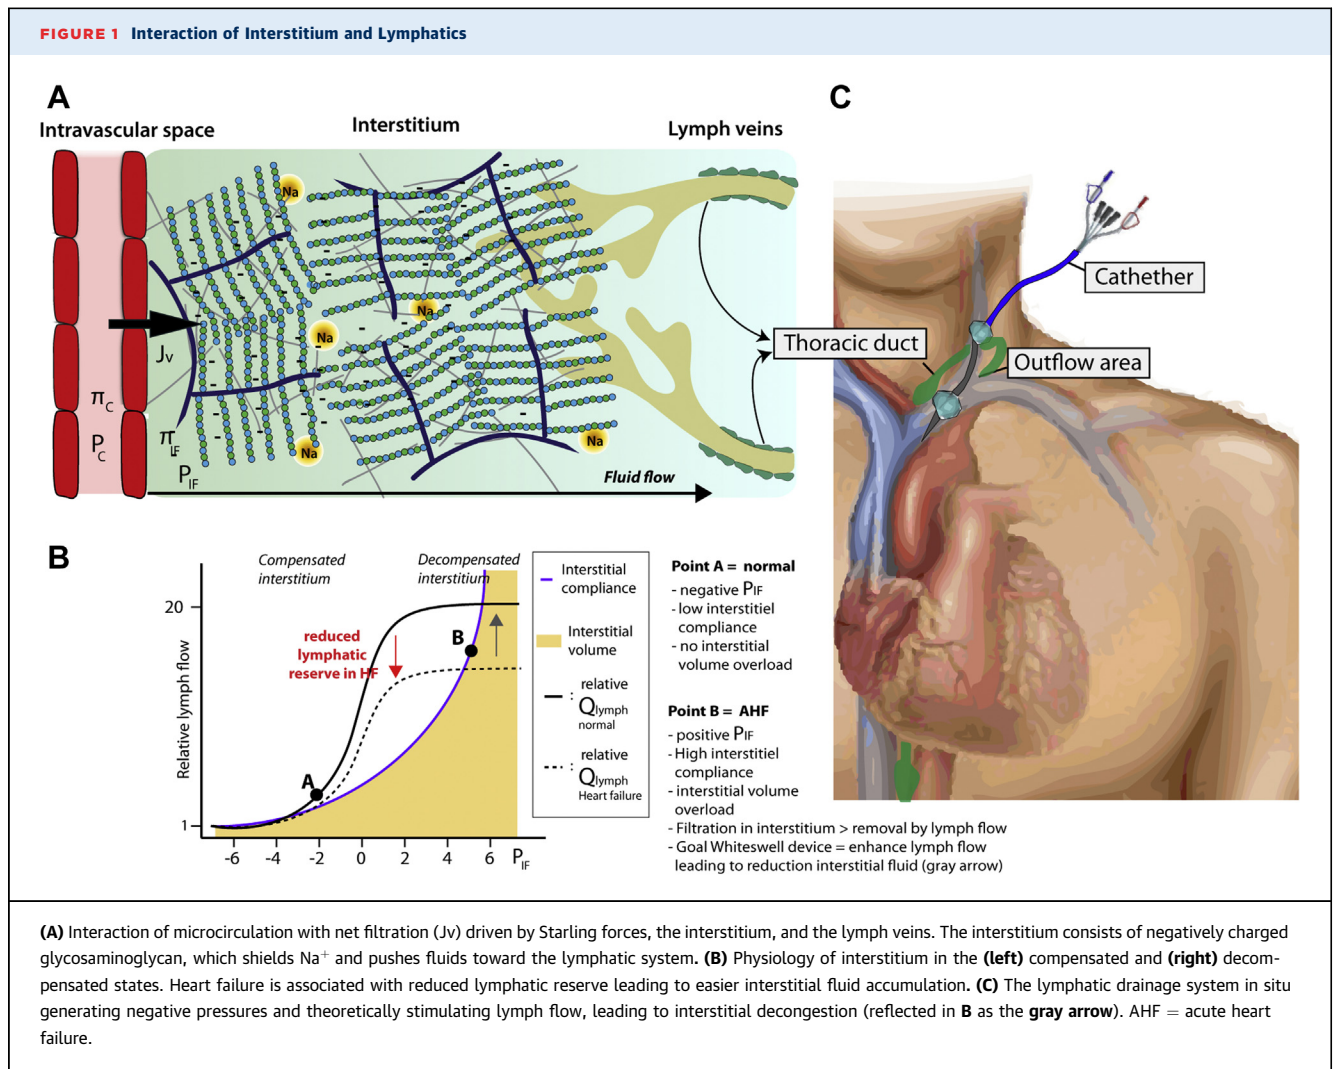 FIGURE 1 Interaction of Interstitium and Lymphatics
A
Intravascular space
Interstitium
Lymph veins
Na
Na
Na
Na
Na
Jv
πC
PC
πIF
PIF
Fluid flow
Thoracic duct
C
Cathether
Outflow area
B
Compensated
interstitium
Decompensated
interstitium
Relative lymph flow
20
1
reduced
lymphatic
reserve in HF
A
B
-6 -4 -2 0 2 4 6 PIF
Interstitial
compliance
Interstitial
volume
: relative
Qlymph
normal
: relative
Qlymph
Heart failure
Point A = normal
- negative PIF
- low interstitiel
compliance
- no interstitial
volume overload
Point B = AHF
- positive PIF
- High interstitiel
compliance
- interstitial volume
overload
- Filtration in interstitium > removal by lymph flow
- Goal Whiteswell device = enhance lymph flow
leading to reduction interstitial fluid (gray arrow)
(A) Interaction of microcirculation with net filtration (Jv) driven by Starling forces, the interstitium, and the lymph veins. The interstitium consists of negatively charged
glycosaminoglycan, which shields Na+ and pushes fluids toward the lymphatic system. (B) Physiology of interstitium in the (left) compensated and (right) decom-
pensated states. Heart failure is associated with reduced lymphatic reserve leading to easier interstitial fluid accumulation. (C) The lymphatic drainage system in situ
generating negative pressures and theoretically stimulating lymph flow, leading to interstitial decongestion (reflected in B as the gray arrow). AHF = acute heart
failure.